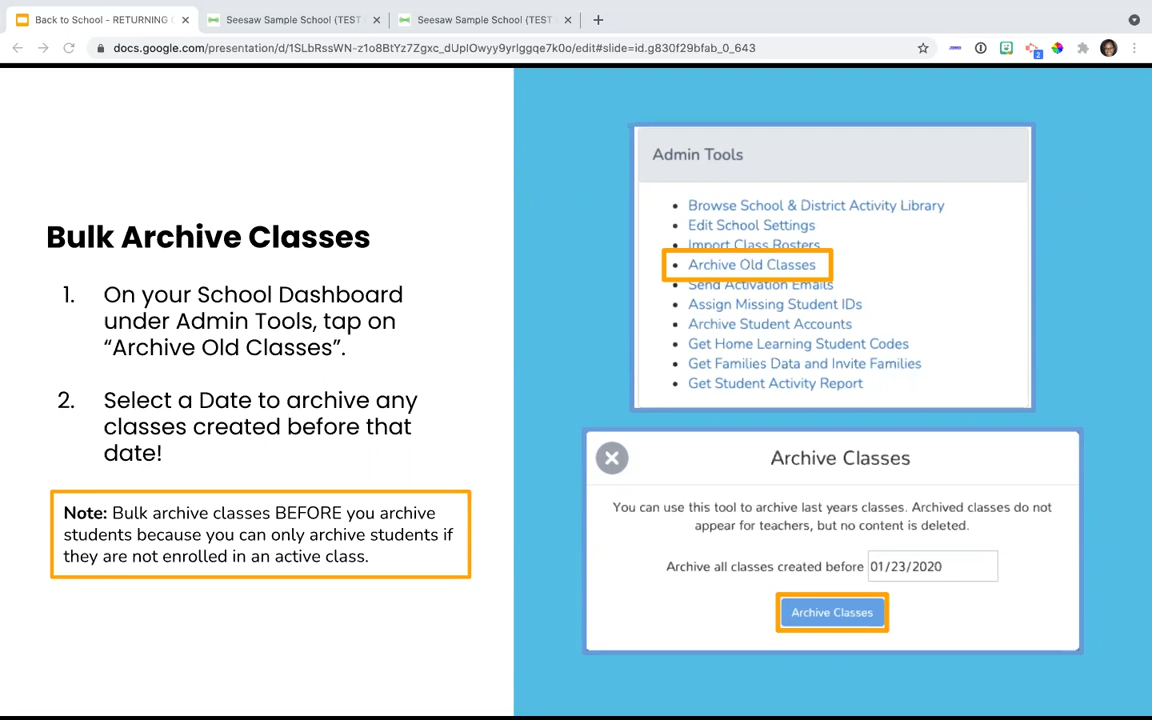 Back to School - RETURNING
Seesaw Sample School (TEST
Seesaw Sample School (TEST
docs.google.com/presentation/d/1SLbRssWN-z1o8BtYz7Zgxc_dUplOwyy9yrlggqe7k0o/edit#slide=id.g830f29bfab_0_643
2
Bulk Archive Classes
1. On your School Dashboard
under Admin Tools, tap on
“Archive Old Classes”.
2. Select a Date to archive any
classes created before that
date!
Note: Bulk archive classes BEFORE you archive
students because you can only archive students if
they are not enrolled in an active class.
Admin Tools
• Browse School & District Activity Library
• Edit School Settings
• Import Class Rosters
• Archive Old Classes
• Send Activation Emails
• Assign Missing Student IDs
• Archive Student Accounts
• Get Home Learning Student Codes
• Get Families Data and Invite Families
• Get Student Activity Report
Archive Classes
You can use this tool to archive last years classes. Archived classes do not
appear for teachers, but no content is deleted.
Archive all classes created before 01/23/2020
Archive Classes